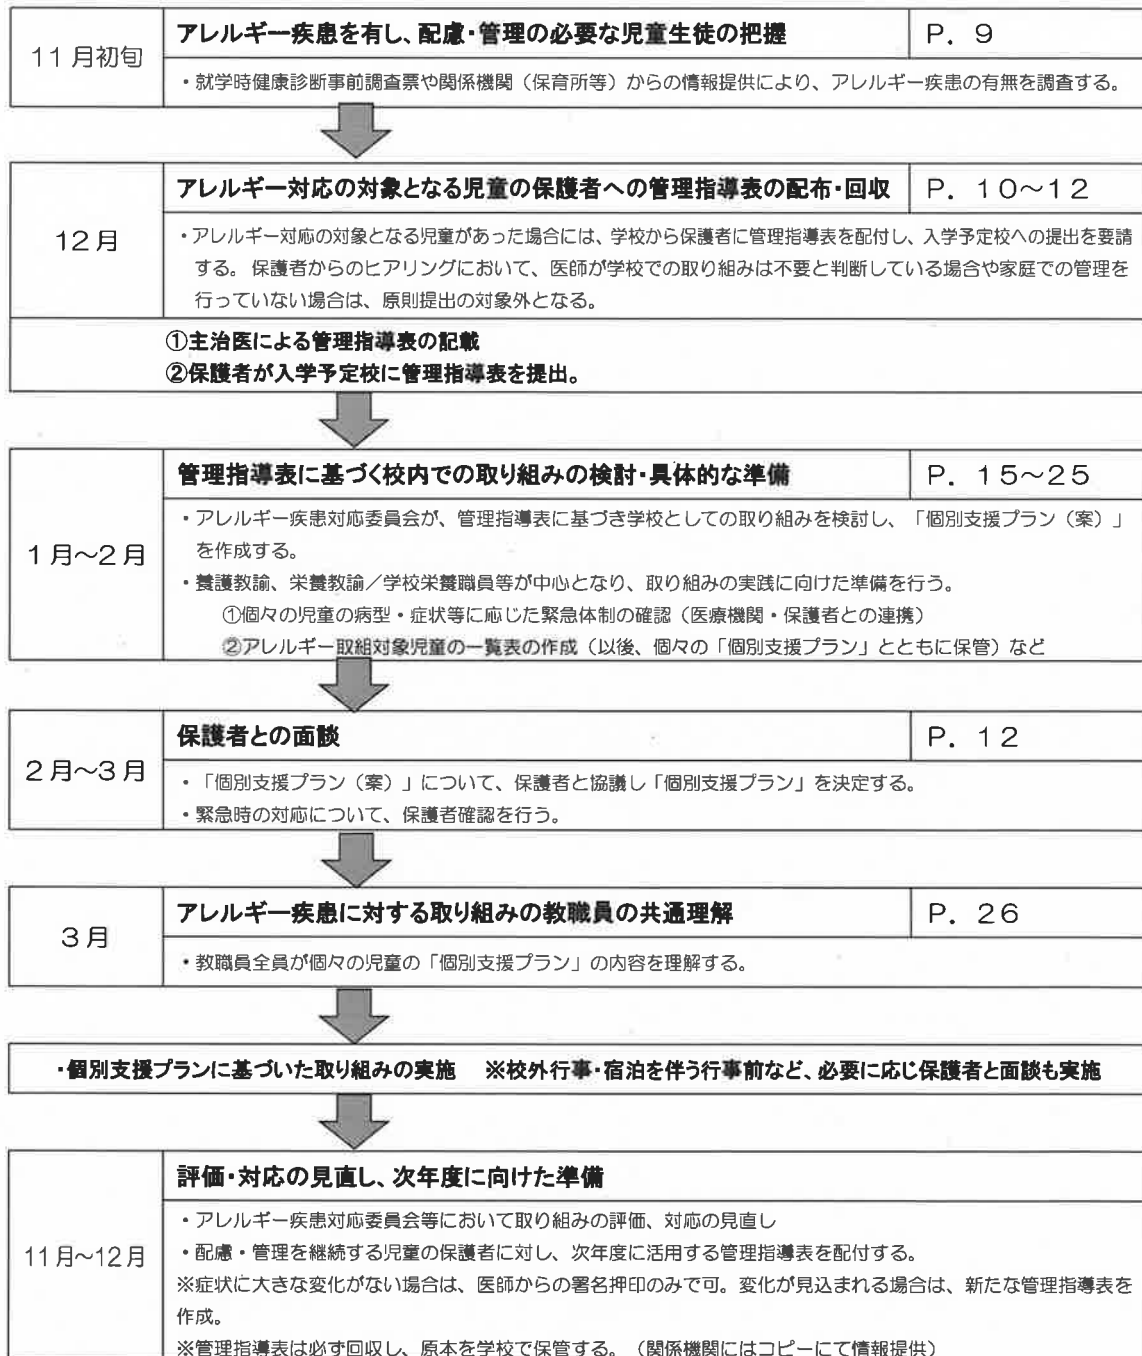 11月初旬
アレルギー疾患を有し、配慮・管理の必要な児童生徒の把握
P. 9
・就学時健康診断事前調査票や関係機関（保育所等）からの情報提供により、アレルギー疾患の有無を調査する。
12月
アレルギー対応の対象となる児童の保護者への管理指導表の配布・回収
P. 10～12
・アレルギー対応の対象となる児童があった場合には、学校から保護者に管理指導表を配付し、入学予定校への提出を要請
する。 保護者からのヒアリングにおいて、医師が学校での取り組みは不要と判断している場合や家庭での管理を
行っていない場合は、原則提出の対象外となる。
①主治医による管理指導表の記載
②保護者が入学予定校に管理指導表を提出。
1月～2月
管理指導表に基づく校内での取り組みの検討・具体的な準備
P. 15～25
・アレルギー疾患対応委員会が、管理指導表に基づき学校としての取り組みを検討し、「個別支援プラン（案）」
を作成する。
・養護教諭、栄養教諭／学校栄養職員等が中心となり、取り組みの実践に向けた準備を行う。
①個々の児童の病型・症状等に応じた緊急体制の確認（医療機関・保護者との連携）
②アレルギー取組対象児童の一覧表の作成（以後、個々の「個別支援プラン」とともに保管）など
2月～3月
保護者との面談
P. 12
・「個別支援プラン（案）」について、保護者と協議し「個別支援プラン」を決定する。
・緊急時の対応について、保護者確認を行う。
3月
アレルギー疾患に対する取り組みの教職員の共通理解
P. 26
・教職員全員が個々の児童の「個別支援プラン」の内容を理解する。
・個別支援プランに基づいた取り組みの実施　※校外行事・宿泊を伴う行事前など、必要に応じ保護者と面談も実施
11月～12月
評価・対応の見直し、次年度に向けた準備
・アレルギー疾患対応委員会等において取り組みの評価、対応の見直し
・配慮・管理を継続する児童の保護者に対し、次年度に活用する管理指導表を配付する。
※症状に大きな変化がない場合は、医師からの署名押印のみで可。変化が見込まれる場合は、新たな管理指導表を
作成。
※管理指導表は必ず回収し、原本を学校で保管する。（関係機関にはコピーにて情報提供）